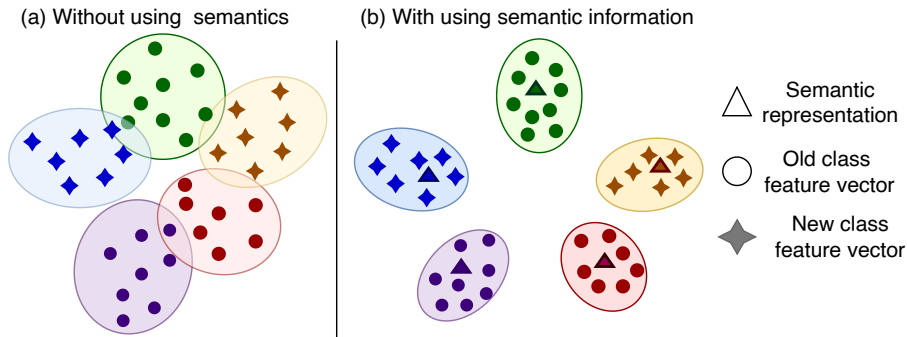 (a) Without using semantics
(b) With using semantic information
Semantic
representation
Old class
feature vector
New class
feature vector